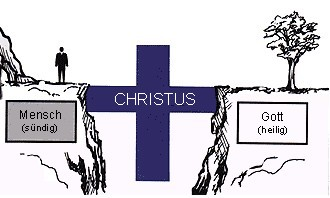 CHRISTUS
Mensch
(sündig)
Gott
(heilig)